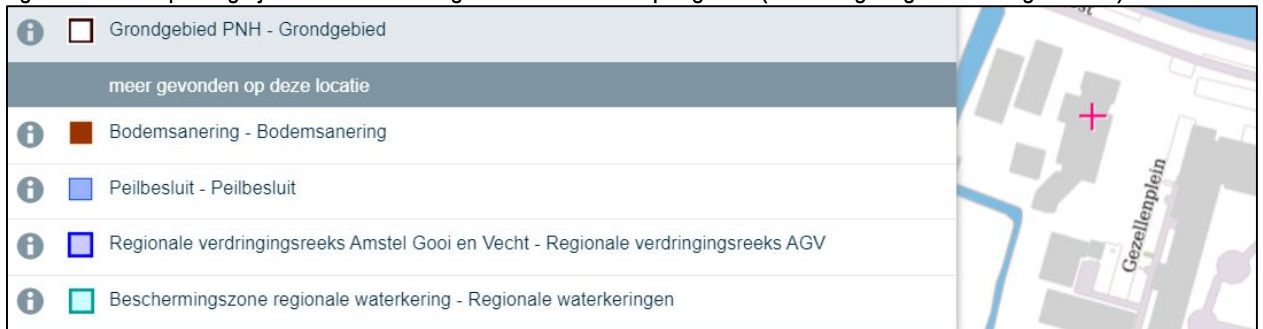 Grondgebied PNH - Grondgebied
meer gevonden op deze locatie
Bodemsanering - Bodemsanering
Peilbesluit - Peilbesluit
Regionale verdringingsreeks Amstel Gooi en Vecht - Regionale verdringingsreeks AGV
Beschermingszone regionale waterkering - Regionale waterkeringen
Gezellenplein